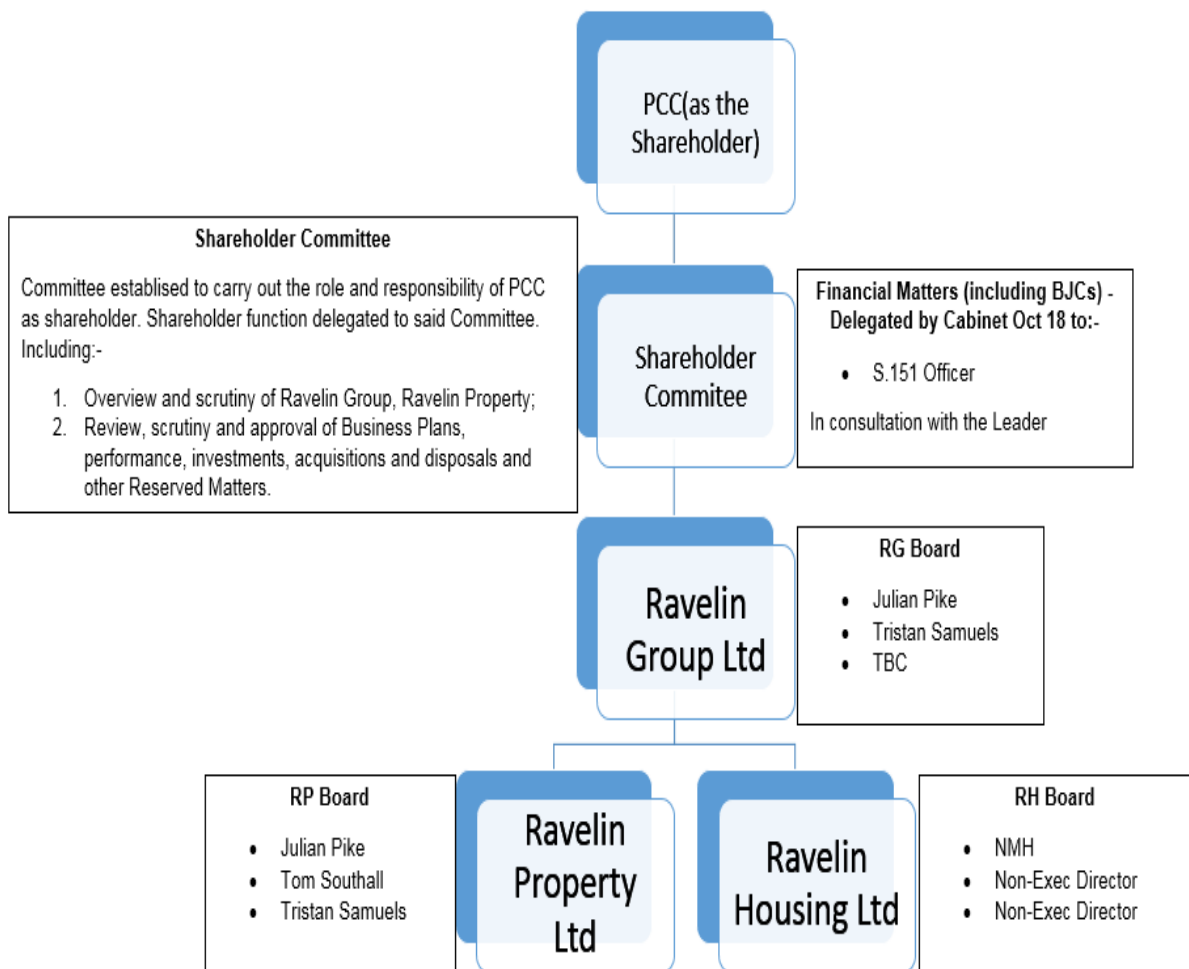 PCC(as the
Shareholder)
Shareholder Committee
Committee establised to carry out the role and responsibility of PCC
as shareholder. Shareholder function delegated to said Committee.
Including:-
1. Overview and scrutiny of Ravelin Group, Ravelin Property;
2. Review, scrutiny and approval of Business Plans,
performance, investments, acquisitions and disposals and
other Reserved Matters.
Shareholder
Commitee
Financial Matters (including BJCs) -
Delegated by Cabinet Oct 18 to:-
• S.151 Officer
In consultation with the Leader
Ravelin
Group Ltd
RG Board
• Julian Pike
• Tristan Samuels
• TBC
RP Board
• Julian Pike
• Tom Southall
• Tristan Samuels
Ravelin
Property
Ltd
Ravelin
Housing Ltd
RH Board
• NMH
• Non-Exec Director
• Non-Exec Director